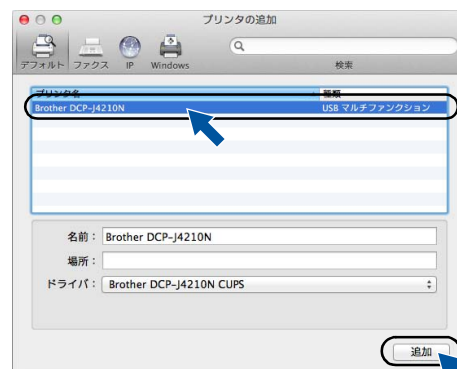 プリンタの追加
デフォルト ファクス IP Windows 検索
プリンタ名 種類
Brother DCP-J4210N USB マルチファンクション
名前： Brother DCP-J4210N
場所：
ドライバ： Brother DCP-J4210N CUPS
追加